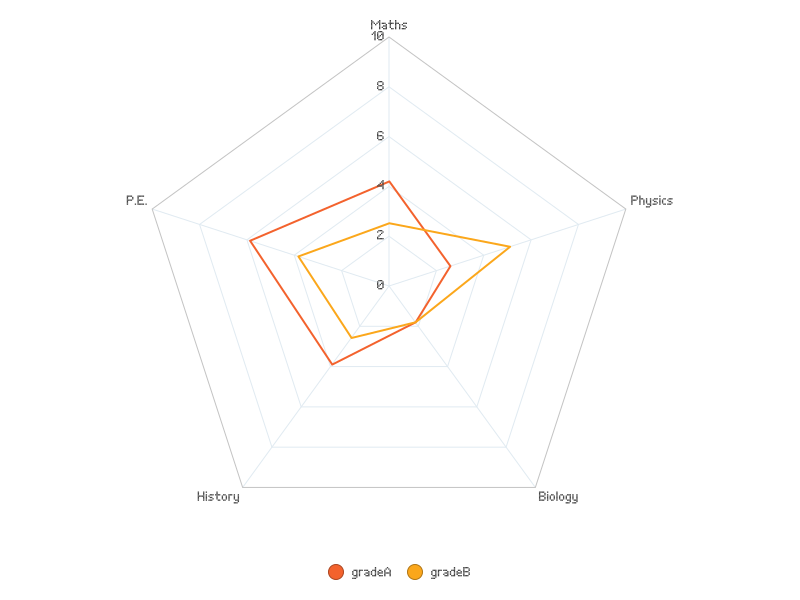 Maths
10
8
6
4
2
0
P.E.
Physics
History
Biology
gradeA
gradeB